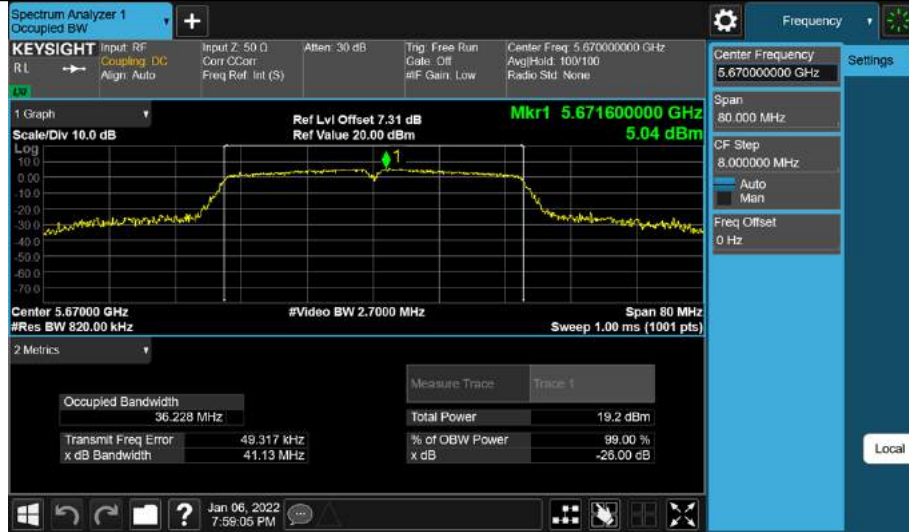 Spectrum Analyzer 1
Occupied BW
+
Frequency
KEYSIGHT
RL
Input: RF
Coupling: DC
Align: Auto
Input Z: 50 Ω
Corr CCorr
Freq Ref: Int (S)
Atten: 30 dB
Trig: Free Run
Gate: Off
#IF Gain: Low
Center Freq: 5.670000000 GHz
Avg|Hold: 100/100
Radio Std: None
1 Graph
Scale/Div 10.0 dB
Ref Lvl Offset 7.31 dB
Ref Value 20.00 dBm
Mkr1 5.671600000 GHz
5.04 dBm
Log
10.0
0.00
-10.0
-20.0
-30.0
-40.0
-50.0
-60.0
-70.0
1
Center 5.67000 GHz
#Res BW 820.00 kHz
#Video BW 2.7000 MHz
Span 80 MHz
Sweep 1.00 ms (1001 pts)
2 Metrics
Measure Trace
Trace 1
Occupied Bandwidth
36.228 MHz
Total Power
19.2 dBm
Transmit Freq Error
49.317 kHz
% of OBW Power
99.00 %
x dB Bandwidth
41.13 MHz
x dB
-26.00 dB
Center Frequency
5.670000000 GHz
Settings
Span
80.000 MHz
CF Step
8.000000 MHz
Auto
Man
Freq Offset
0 Hz
Local
?
Jan 06, 2022
7:59:05 PM